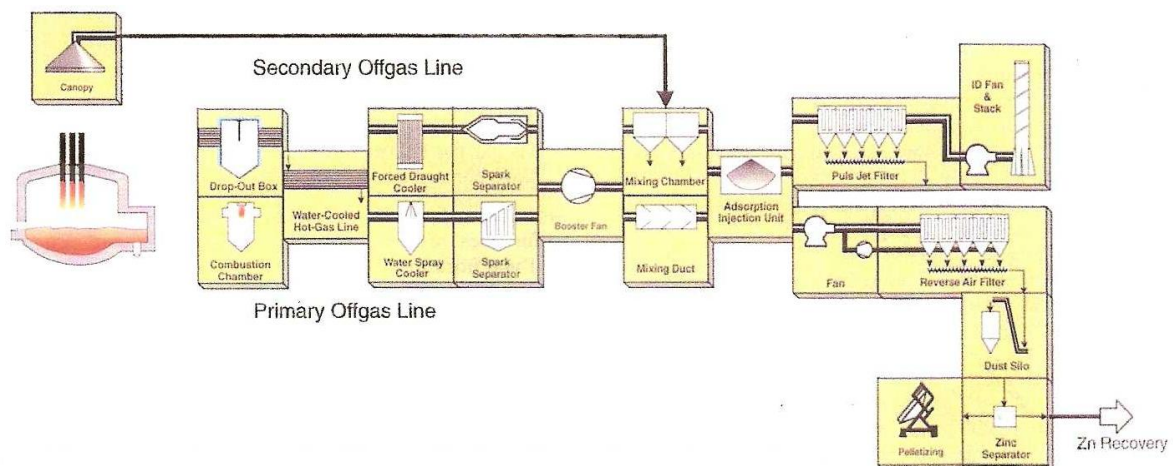 Canopy
Secondary Offgas Line
ID Fan
&
Stack
Drop-Out Box
Forced Draught
Cooler
Spark
Separator
Mixing Chamber
Puls Jet Filter
Water-Cooled
Hot-Gas Line
Booster Fan
Adsorption
Injection Unit
Combustion
Chamber
Water Spray
Cooler
Spark
Separator
Mixing Duct
Fan
Reverse Air Filter
Primary Offgas Line
Dust Silo
Pelletizing
Zinc
Separator
Zn Recovery